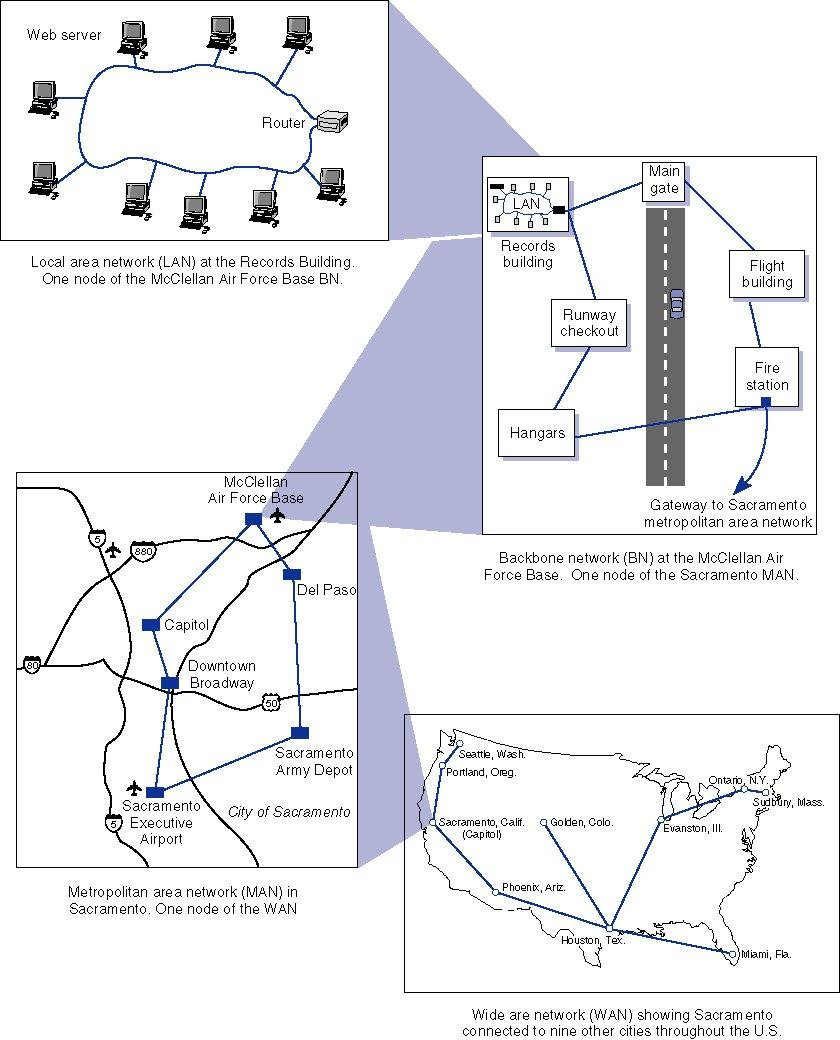 Web server
Router
Local area network (LAN) at the Records Building.
One node of the McClellan Air Force Base BN.
LAN
Records
building
Main
gate
Flight
building
Runway
checkout
Fire
station
Hangars
Gateway to Sacramento
metropolitan area network
Backbone network (BN) at the McClellan Air
Force Base. One node of the Sacramento MAN.
McClellan
Air Force Base
5
880
Del Paso
Capitol
80
Downtown
Broadway
50
Sacramento
Army Depot
Sacramento
Executive
Airport
City of Sacramento
5
Metropolitan area network (MAN) in
Sacramento. One node of the WAN
Seattle, Wash.
Portland, Oreg.
Ontario, N.Y.
Sudbury, Mass.
Sacramento, Calif.
(Capitol)
Golden, Colo.
Evanston, Ill.
Phoenix, Ariz.
Houston, Tex.
Miami, Fla.
Wide are network (WAN) showing Sacramento
connected to nine other cities throughout the U.S.